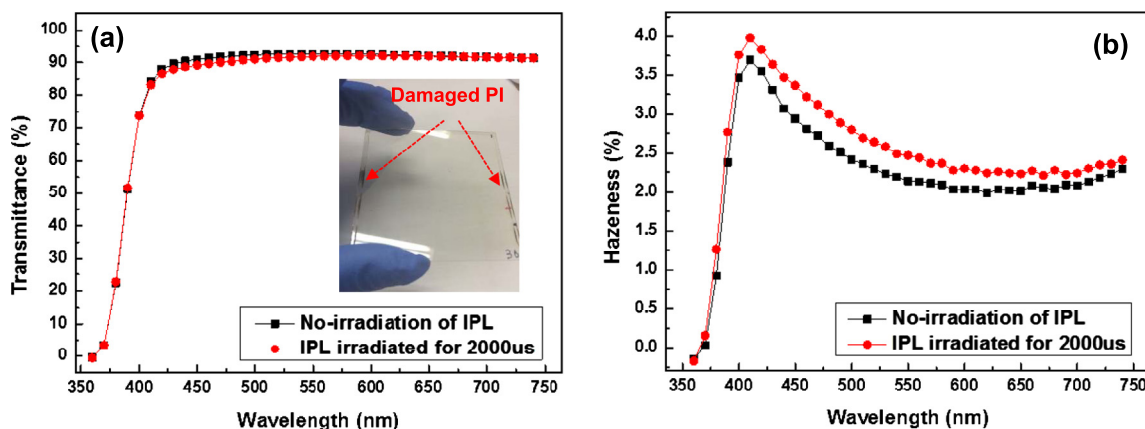 (a)
100
90
80
70
60
50
40
30
20
10
0
Transmittance (%)
Damaged PI
38
No-irradiation of IPL
IPL irradiated for 2000us
350 400 450 500 550 600 650 700 750
Wavelength (nm)
(b)
4.0
3.5
3.0
2.5
2.0
1.5
1.0
0.5
0.0
Hazeness (%)
No-irradiation of IPL
IPL irradiated for 2000us
350 400 450 500 550 600 650 700 750
Wavelength (nm)